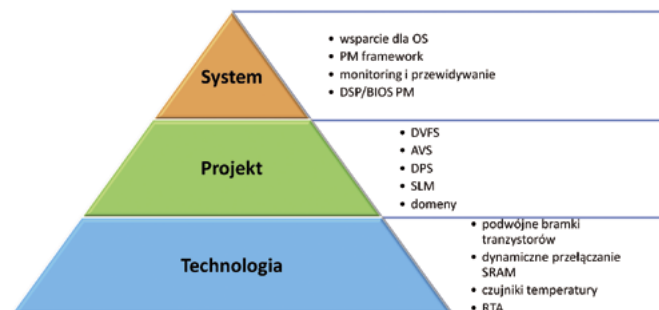 System
• wsparcie dla OS
• PM framework
• monitoring i przewidywanie
• DSP/BIOS PM
Projekt
• DVFS
• AVS
• DPS
• SLM
• domeny
Technologia
• podwójne bramki
tranzystorów
• dynamiczne przełączanie
SRAM
• czujniki temperatury
• RTA